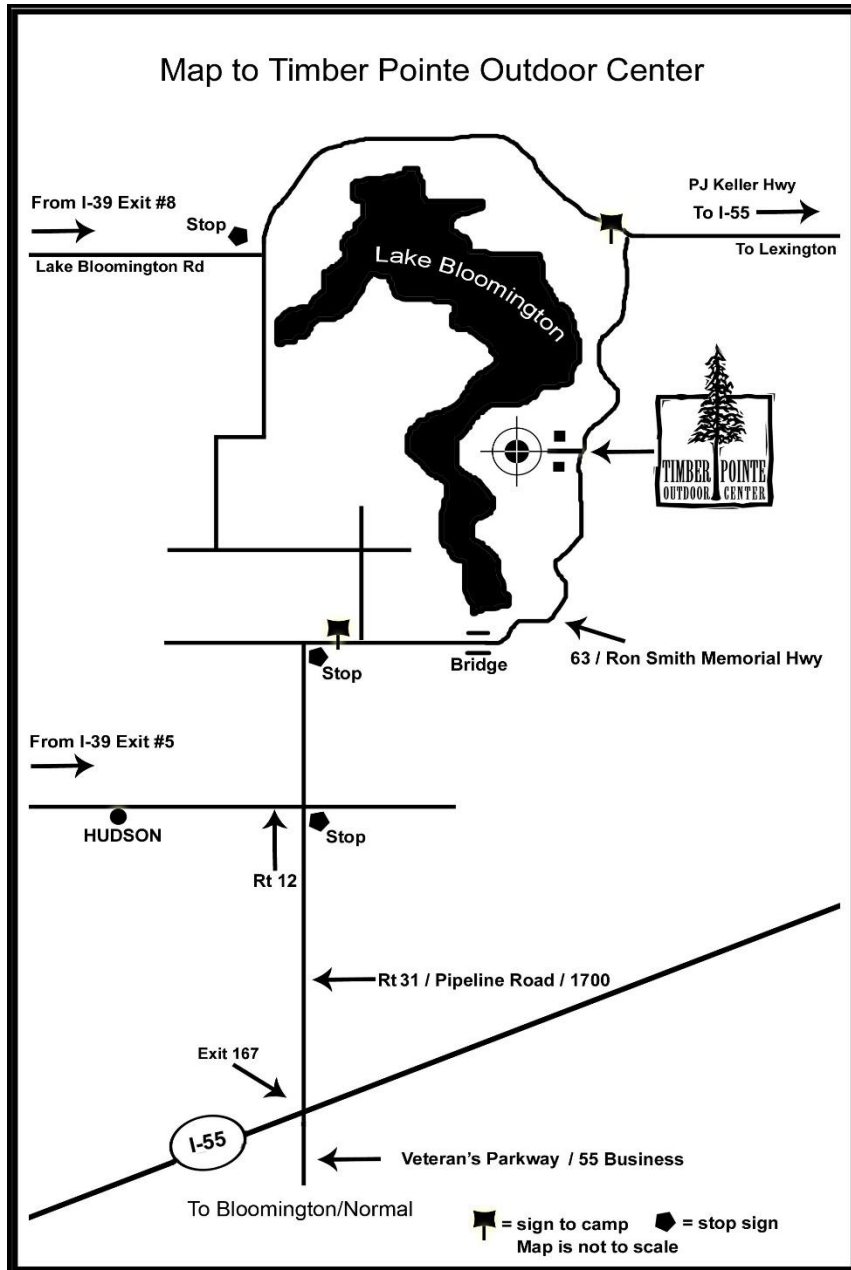 Map to Timber Pointe Outdoor Center
From I-39 Exit #8
Stop
Lake Bloomington Rd
Lake Bloomington
PJ Keller Hwy
To I-55
To Lexington
TIMBER POINTE
OUTDOOR CENTER
Stop
Bridge
63 / Ron Smith Memorial Hwy
From I-39 Exit #5
HUDSON
Stop
Rt 12
Rt 31 / Pipeline Road / 1700
Exit 167
I-55
Veteran's Parkway / 55 Business
To Bloomington/Normal
= sign to camp
= stop sign
Map is not to scale